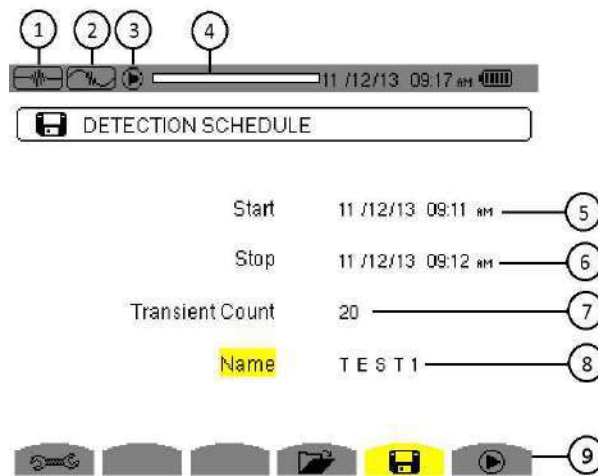 1 2 3 4
11 /12/13 09:17 AM
DETECTION SCHEDULE
Start 11 /12/13 09:11 AM 5
Stop 11 /12/13 09:12 AM 6
Transient Count 20 7
Name T E S T 1 8
9